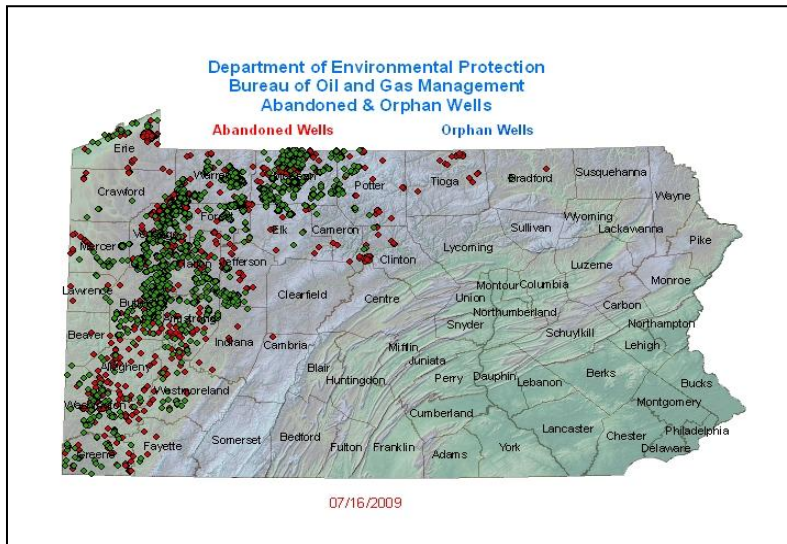 Department of Environmental Protection
Bureau of Oil and Gas Management
Abandoned & Orphan Wells
Abandoned Wells Orphan Wells
Erie
Crawford
Warren
McKean
Potter
Tioga
Bradford
Susquehanna
Wayne
Forest
Elk
Cameron
Sullivan
Wyoming
Lackawanna
Pike
Mercer
Venango
Clarion
Jefferson
Clinton
Lycoming
Luzerne
Monroe
Lawrence
Butler
Clearfield
Centre
Union
Montour
Columbia
Carbon
Beaver
Armstrong
Indiana
Cambria
Snyder
Northumberland
Schuylkill
Northampton
Lehigh
Allegheny
Westmoreland
Blair
Mifflin
Juniata
Huntingdon
Perry
Dauphin
Lebanon
Berks
Bucks
Montgomery
Washington
Cumberland
Greene
Fayette
Somerset
Bedford
Fulton
Franklin
Adams
York
Lancaster
Chester
Philadelphia
Delaware
07/16/2009